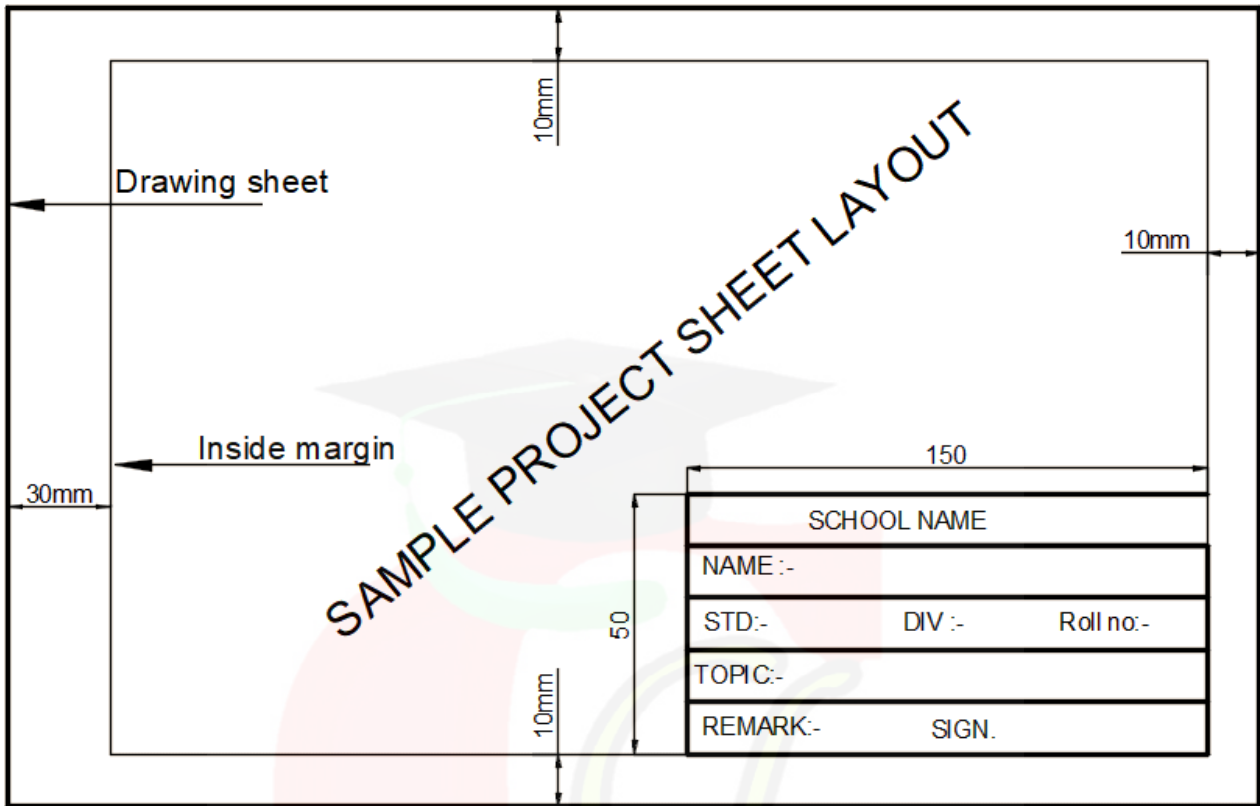 10mm
Drawing sheet
SAMPLE PROJECT SHEET LAYOUT
10mm
Inside margin
150
30mm
SCHOOL NAME
NAME :-
50
STD:- DIV :- Roll no:-
TOPIC:-
10mm
REMARK:- SIGN.